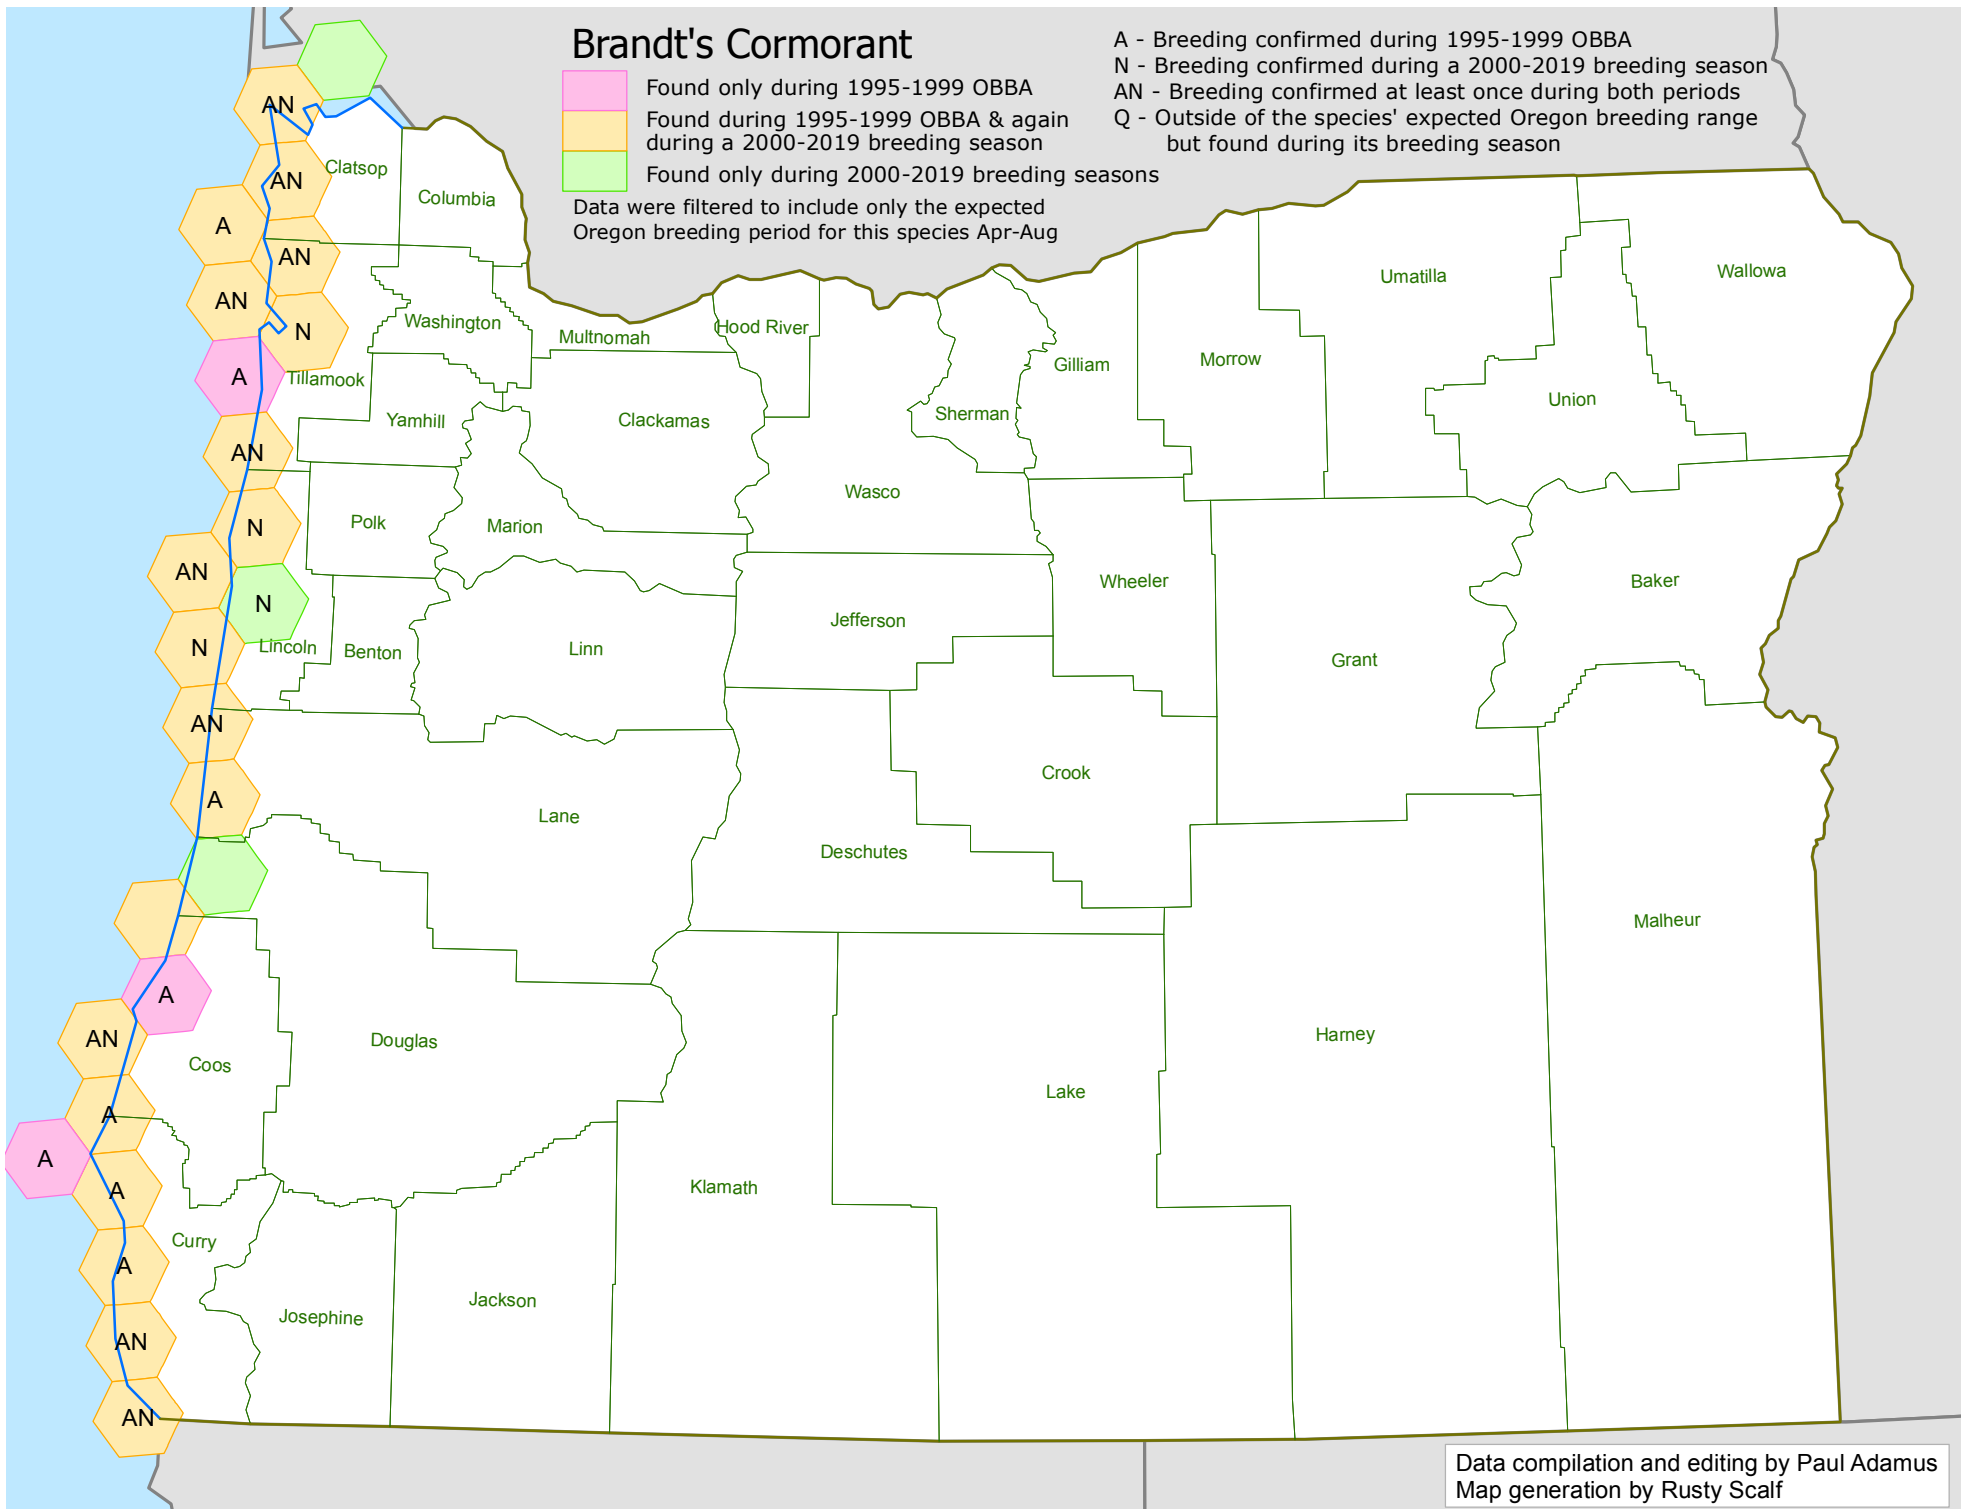 Brandt's Cormorant
Found only during 1995-1999 OBBA
Found during 1995-1999 OBBA & again
during a 2000-2019 breeding season
Found only during 2000-2019 breeding seasons
Data were filtered to include only the expected
Oregon breeding period for this species Apr-Aug
A - Breeding confirmed during 1995-1999 OBBA
N - Breeding confirmed during a 2000-2019 breeding season
AN - Breeding confirmed at least once during both periods
Q - Outside of the species' expected Oregon breeding range
but found during its breeding season
AN
Clatsop
AN
Columbia
A
AN
Umatilla
Wallowa
AN
N
Washington
Multnomah
Hood River
Gilliam
Morrow
A
Tillamook
Union
Yamhill
Clackamas
Sherman
AN
Wasco
N
Polk
Marion
AN
Wheeler
Baker
N
Jefferson
N
Lincoln
Benton
Linn
Grant
AN
Crook
A
Lane
Deschutes
Malheur
A
AN
Douglas
Harney
Coos
Lake
A
A
A
Klamath
Curry
A
Jackson
Josephine
AN
AN
Data compilation and editing by Paul Adamus
Map generation by Rusty Scalf